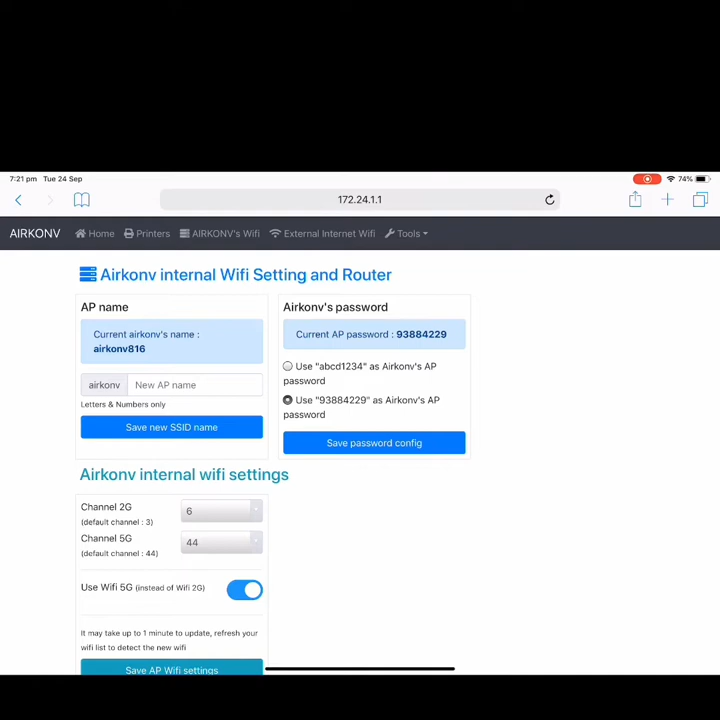 7:21 pm Tue 24 Sep
74%
172.24.1.1
AIRKONV Home Printers AIRKONV's Wifi External Internet Wifi Tools
Airkonv internal Wifi Setting and Router
AP name
Current airkonv's name :
airkonv816
airkonv New AP name
Letters & Numbers only
Save new SSID name
Airkonv's password
Current AP password : 93884229
Use "abcd1234" as Airkonv's AP
password
Use "93884229" as Airkonv's AP
password
Save password config
Airkonv internal wifi settings
Channel 2G
(default channel : 3)
6
Channel 5G
(default channel : 44)
44
Use Wifi 5G (instead of Wifi 2G)
It may take up to 1 minute to update, refresh your
wifi list to detect the new wifi
Save AP Wifi settings